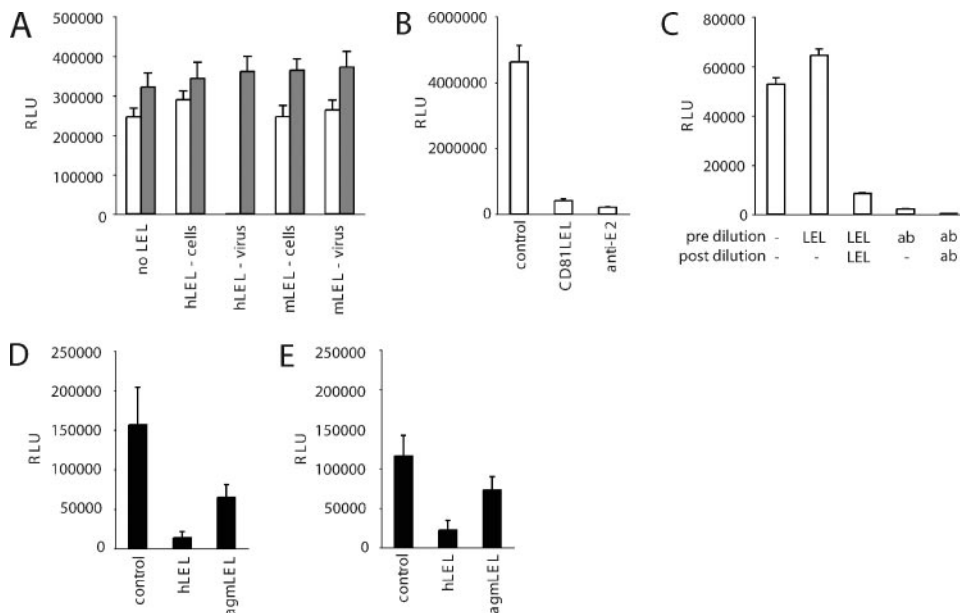 A
RLU
500000
400000
300000
200000
100000
0
no LEL
hLEL - cells
hLEL - virus
mLEL - cells
mLEL - virus
B
RLU
6000000
4000000
2000000
0
control
CD81LEL
anti-E2
C
RLU
80000
60000
40000
20000
0
pre dilution - LEL LEL ab ab
post dilution - - LEL - ab
D
RLU
250000
200000
150000
100000
50000
0
control
hLEL
agmLEL
E
RLU
250000
200000
150000
100000
50000
0
control
hLEL
agmLEL